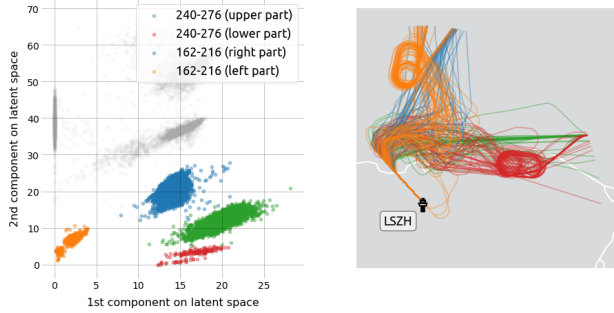 70
60
50
40
30
20
10
0
2nd component on latent space
240-276 (upper part)
240-276 (lower part)
162-216 (right part)
162-216 (left part)
0
5
10
15
20
25
1st component on latent space
LSZH